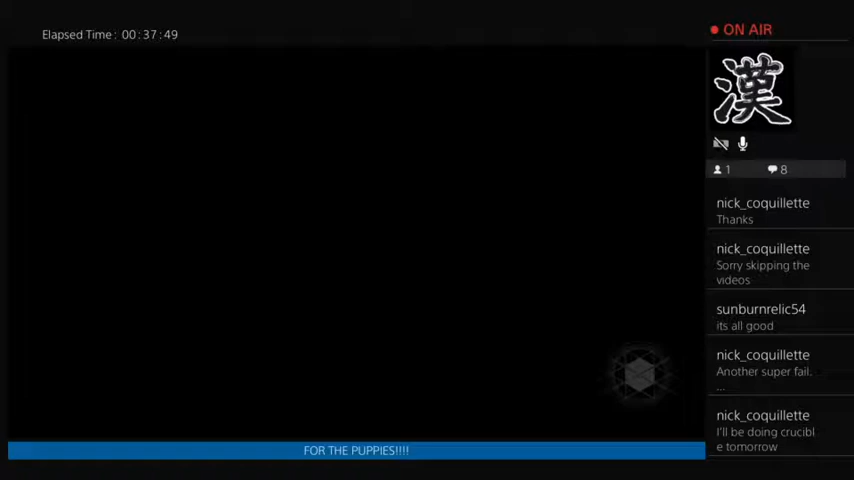 Elapsed Time: 00:37:49
ON AIR
漢
1 8
nick_coquillette
Thanks
nick_coquillette
Sorry skipping the
videos
sunburnrelic54
its all good
nick_coquillette
Another super fail.
...
nick_coquillette
I'll be doing crucibl
e tomorrow
FOR THE PUPPIES!!!!